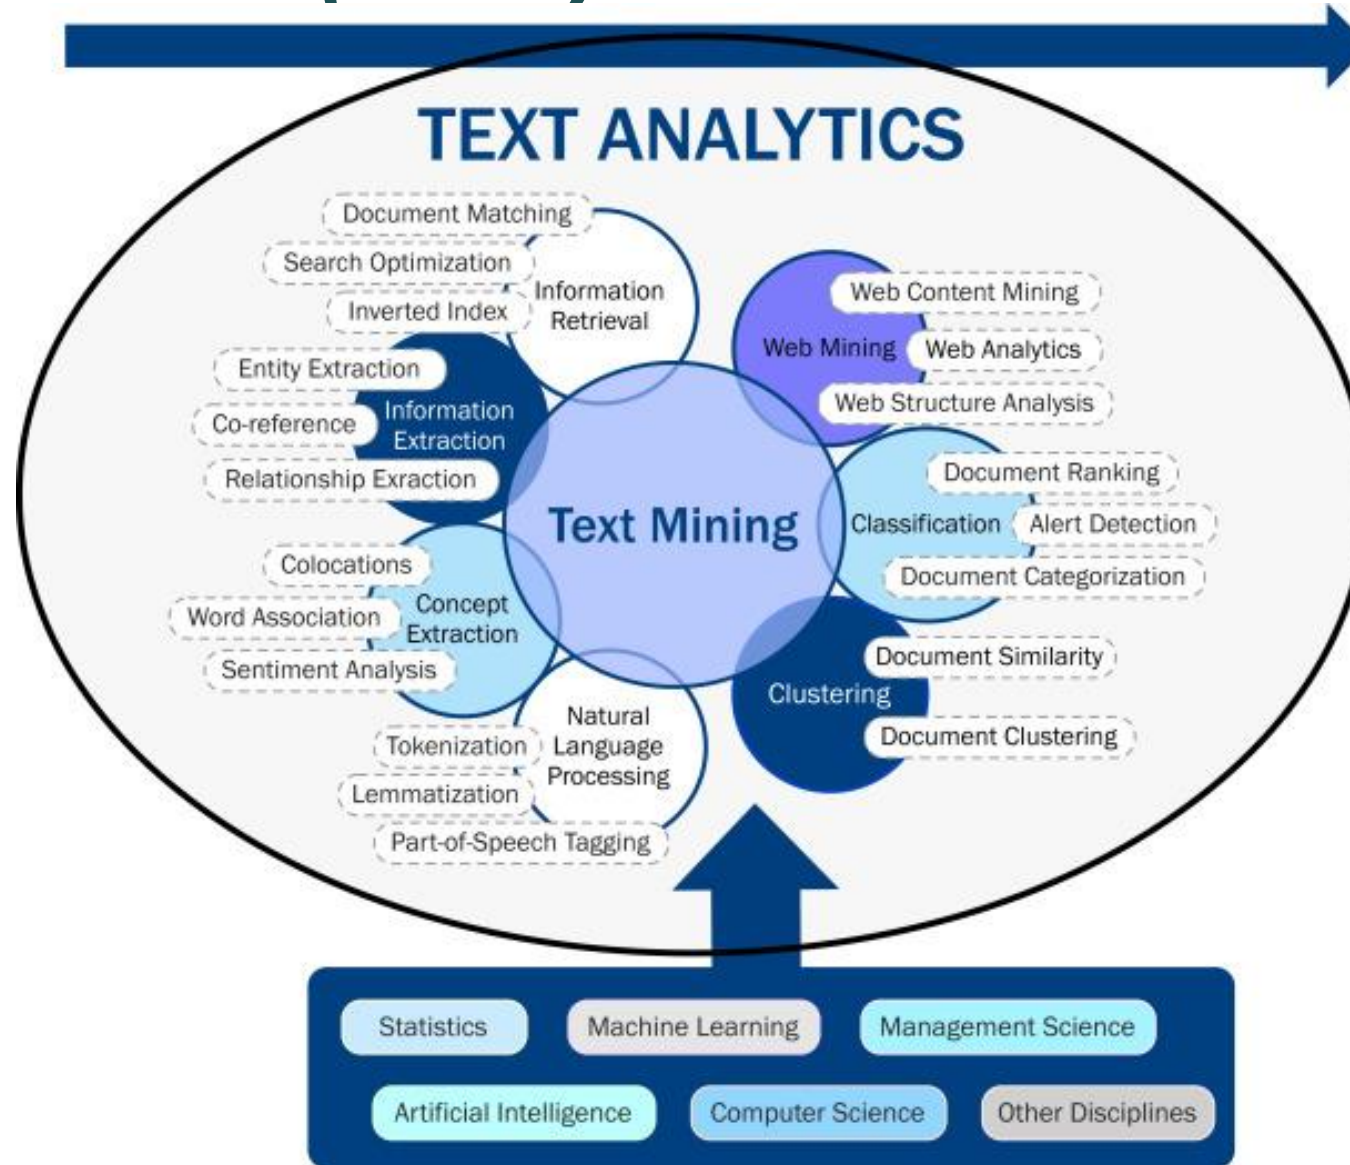 TEXT ANALYTICS
Document Matching
Search Optimization
Inverted Index
Information
Retrieval
Entity Extraction
Co-reference
Relationship Exraction
Information
Extraction
Colocations
Word Association
Sentiment Analysis
Concept
Extraction
Tokenization
Lemmatization
Part-of-Speech Tagging
Natural
Language
Processing
Text Mining
Web Mining
Web Content Mining
Web Analytics
Web Structure Analysis
Classification
Document Ranking
Alert Detection
Document Categorization
Clustering
Document Similarity
Document Clustering
Statistics
Machine Learning
Management Science
Artificial Intelligence
Computer Science
Other Disciplines